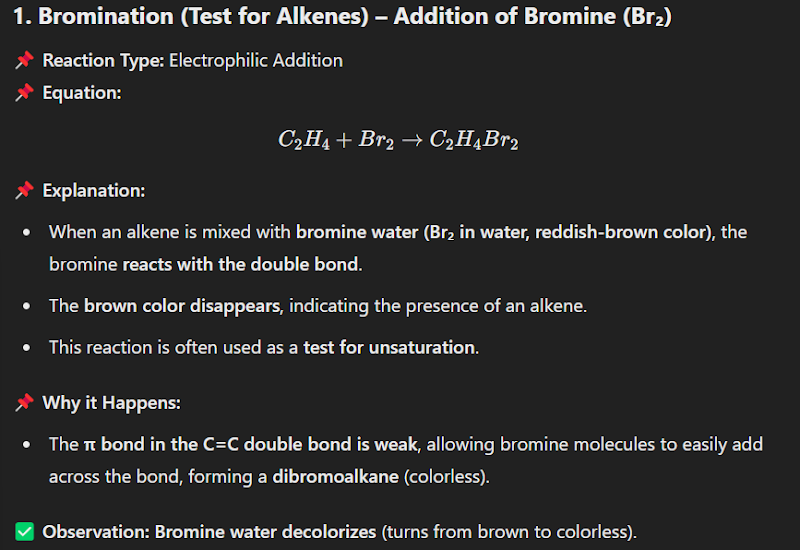 1. Bromination (Test for Alkenes) – Addition of Bromine (Br₂)
📌 Reaction Type: Electrophilic Addition
📌 Equation:
C₂H₄ + Br₂ → C₂H₄Br₂
📌 Explanation:
• When an alkene is mixed with bromine water (Br₂ in water, reddish-brown color), the
bromine reacts with the double bond.
• The brown color disappears, indicating the presence of an alkene.
• This reaction is often used as a test for unsaturation.
📌 Why it Happens:
• The π bond in the C=C double bond is weak, allowing bromine molecules to easily add
across the bond, forming a dibromoalkane (colorless).
✅ Observation: Bromine water decolorizes (turns from brown to colorless).